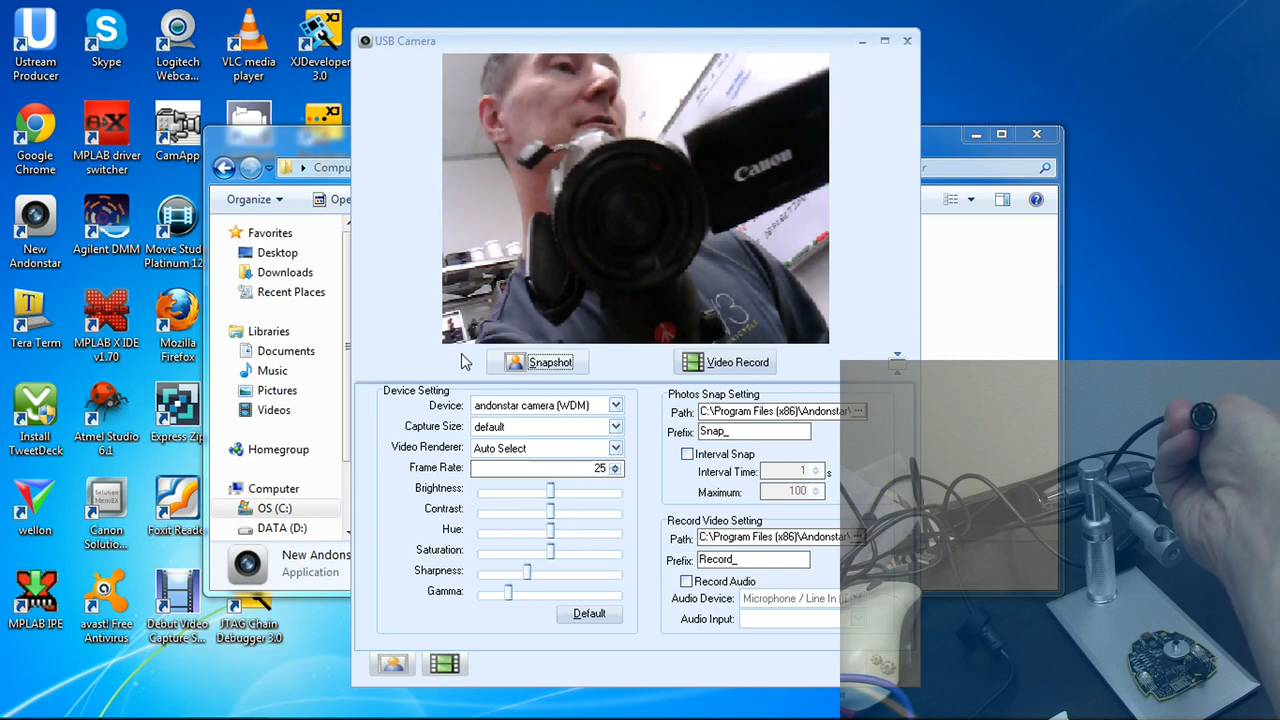 Ustream
Producer
Skype
Logitech
Webca...
VLC media
player
XJDeveloper
3.0
Google
Chrome
MPLAB driver
switcher
CamApp
New
Andonstar
Agilent DMM
Movie Studi
Platinum 12
Tera Term
MPLAB X IDE
v1.70
Mozilla
Firefox
Install
TweetDeck
Atmel Studio
6.1
Express Zip
wellon
Canon
Solutio...
Foxit Reade
MPLAB IPE
avast! Free
Antivirus
Debut Video
Capture S...
JTAG Chain
Debugger 3.0
Compu
Organize
Ope
Favorites
Desktop
Downloads
Recent Places
Libraries
Documents
Music
Pictures
Videos
Homegroup
Computer
OS (C:)
DATA (D:)
New Andons
Application
USB Camera
Canon
Snapshot
Video Record
Device Setting
Device: andonstar camera (WDM)
Capture Size: default
Video Renderer: Auto Select
Frame Rate: 25
Brightness:
Contrast:
Hue:
Saturation:
Sharpness:
Gamma:
Default
Photos Snap Setting
Path: C:\Program Files (x86)\Andonstar\ ...
Prefix: Snap_
Interval Snap
Interval Time: 1 s
Maximum: 100
Record Video Setting
Path: C:\Program Files (x86)\Andonstar\ ...
Prefix: Record_
Record Audio
Audio Device: Microphone / Line In (I
Audio Input: